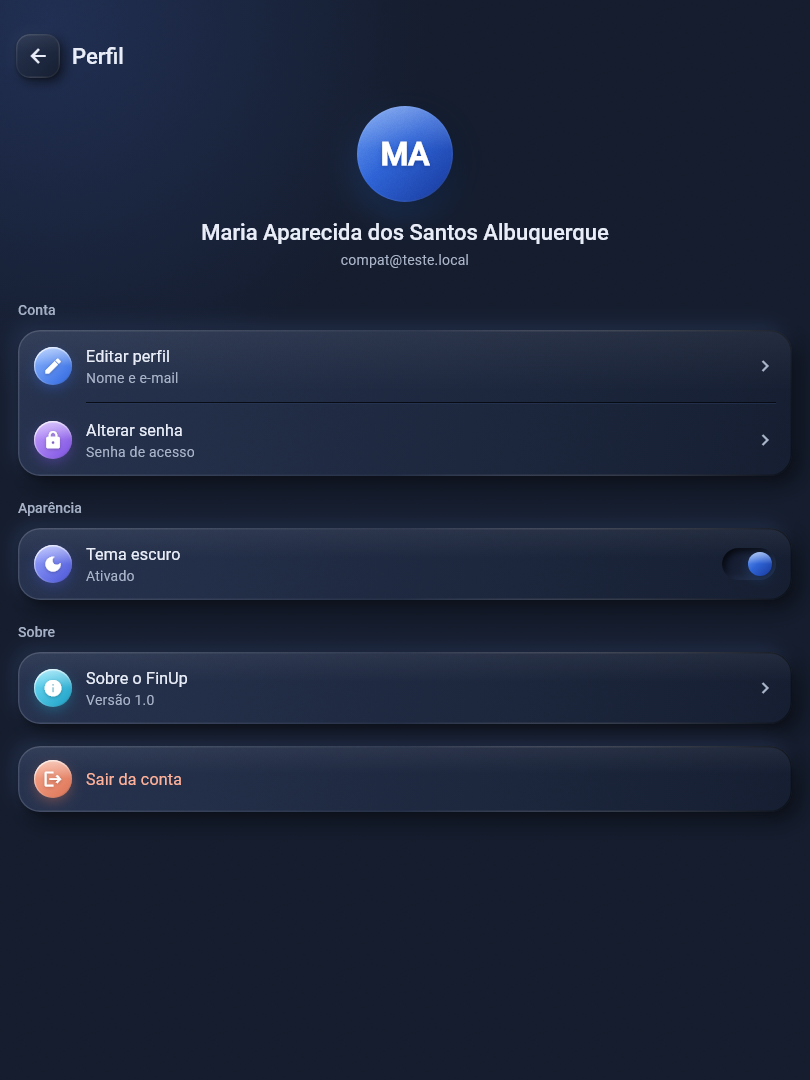 Perfil
MA
Maria Aparecida dos Santos Albuquerque
compat@teste.local
Conta
Editar perfil
Nome e e-mail
Alterar senha
Senha de acesso
Aparência
Tema escuro
Ativado
Sobre
Sobre o FinUp
Versão 1.0
Sair da conta